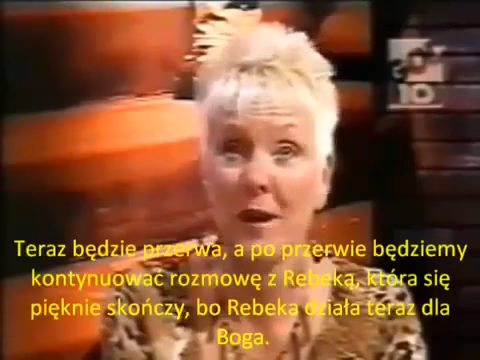 10
Teraz będzie przerwa, a po przerwie będziemy
kontynuować rozmowę z Rebeką, która się
pięknie skończy, bo Rebeka działa teraz dla
Boga.